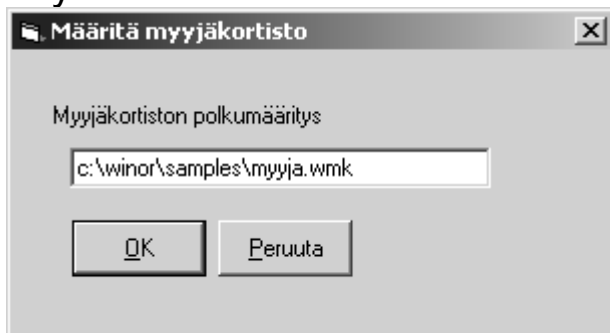 Määritä myyjäkortisto
Myyjäkortiston polkumääritys
c:\winor\samples\myyja.wmk
OK
Peruuta